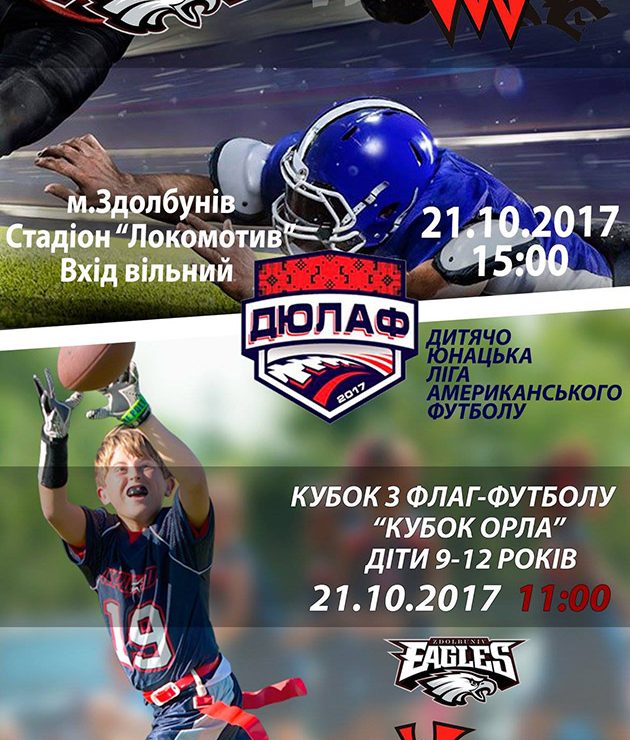 м.Здолбунів
Стадіон “Локомотив”
Вхід вільний
21.10.2017
15:00
ДЮЛАФ
2017
ДИТЯЧО
ЮНАЦЬКА
ЛІГА
АМЕРИКАНСЬКОГО
ФУТБОЛУ
КУБОК З ФЛАГ-ФУТБОЛУ
“КУБОК ОРЛА”
ДІТИ 9-12 РОКІВ
21.10.2017 11:00
19
ZDOLBUNIV
EAGLES